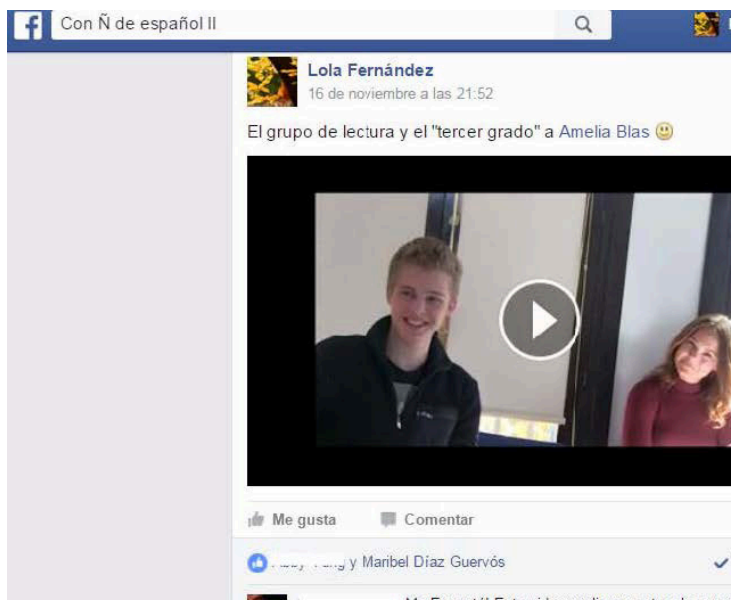 f Con Ñ de español II
Lola Fernández
16 de noviembre a las 21:52
El grupo de lectura y el "tercer grado" a Amelia Blas
Me gusta Comentar
y Maribel Díaz Guervós